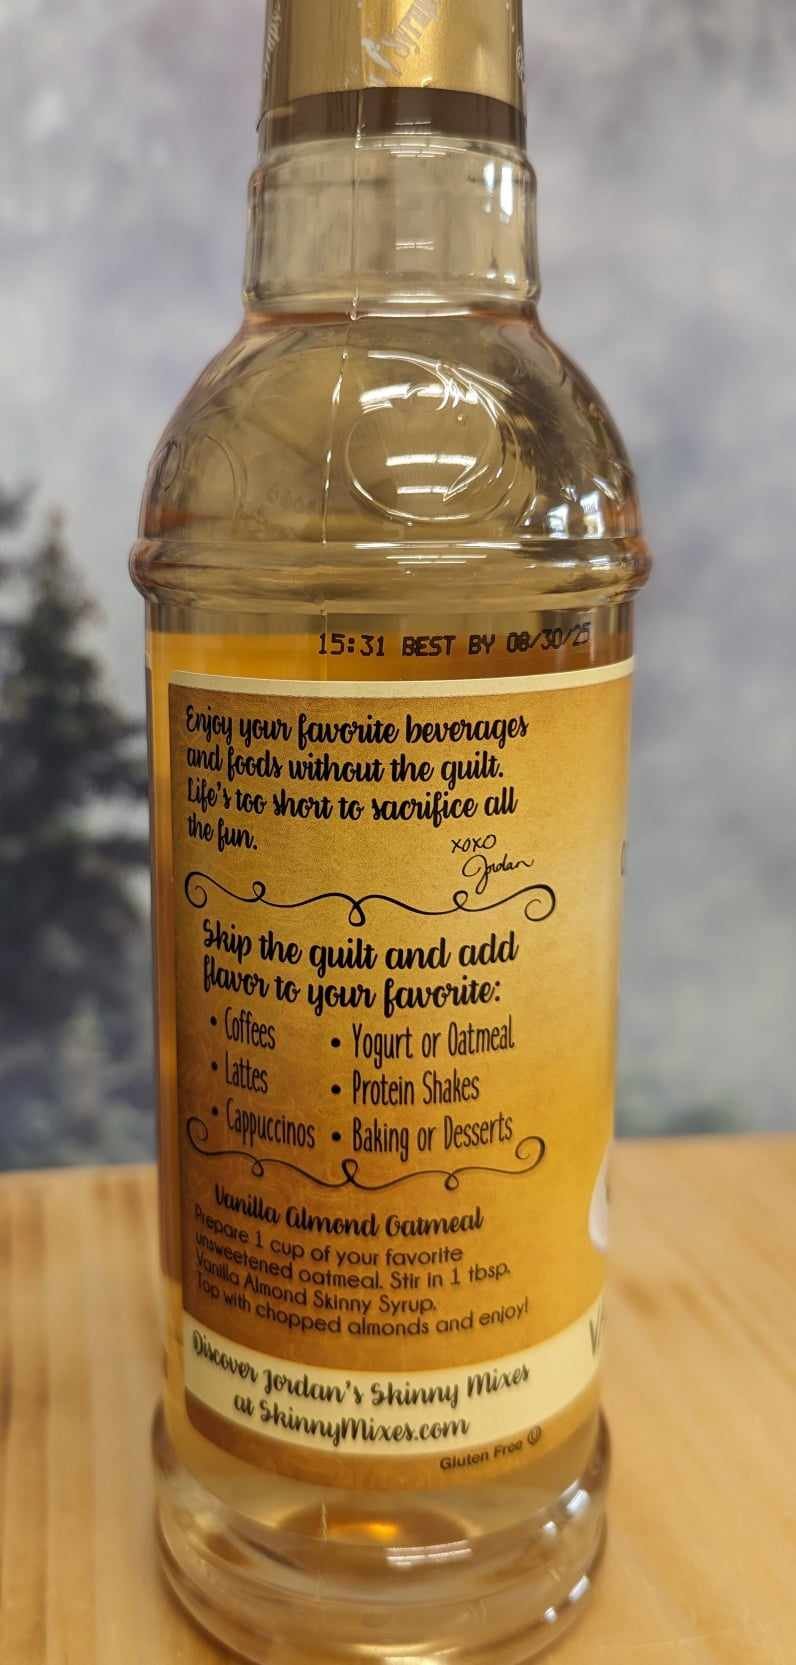 Syrups
15:31 BEST BY 08/30/25
Enjoy your favorite beverages
and foods without the guilt.
Life's too short to sacrifice all
the fun.
xoxo
Jordan
Skip the guilt and add
flavor to your favorite:
• Coffees • Yogurt or Oatmeal
• Lattes • Protein Shakes
• Cappuccinos • Baking or Desserts
Vanilla Almond Oatmeal
Prepare 1 cup of your favorite
unsweetened oatmeal. Stir in 1 tbsp.
Vanilla Almond Skinny Syrup.
Top with chopped almonds and enjoy!
Discover Jordan's Skinny Mixes
at SkinnyMixes.com
Gluten Free